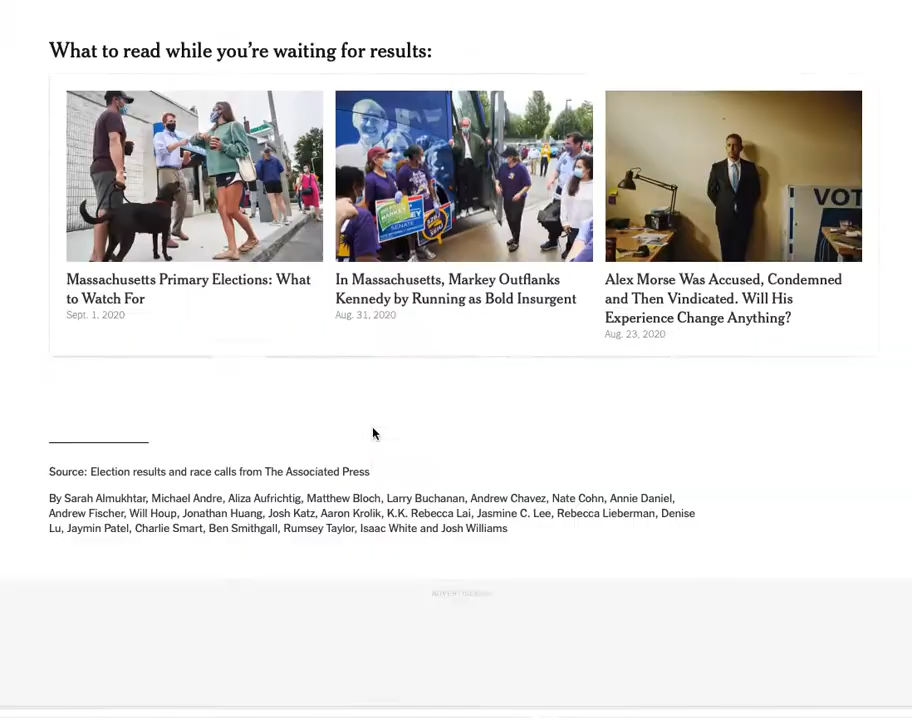 What to read while you're waiting for results:
VOT
Massachusetts Primary Elections: What
to Watch For
Sept. 1, 2020
In Massachusetts, Markey Outflanks
Kennedy by Running as Bold Insurgent
Aug. 31, 2020
Alex Morse Was Accused, Condemned
and Then Vindicated. Will His
Experience Change Anything?
Aug. 23, 2020
Source: Election results and race calls from The Associated Press
By Sarah Almukhtar, Michael Andre, Aliza Aufrichtig, Matthew Bloch, Larry Buchanan, Andrew Chavez, Nate Cohn, Annie Daniel,
Andrew Fischer, Will Houp, Jonathan Huang, Josh Katz, Aaron Krolik, K.K. Rebecca Lai, Jasmine C. Lee, Rebecca Lieberman, Denise
Lu, Jaymin Patel, Charlie Smart, Ben Smithgall, Rumsey Taylor, Isaac White and Josh Williams
ADVERTISEMENT